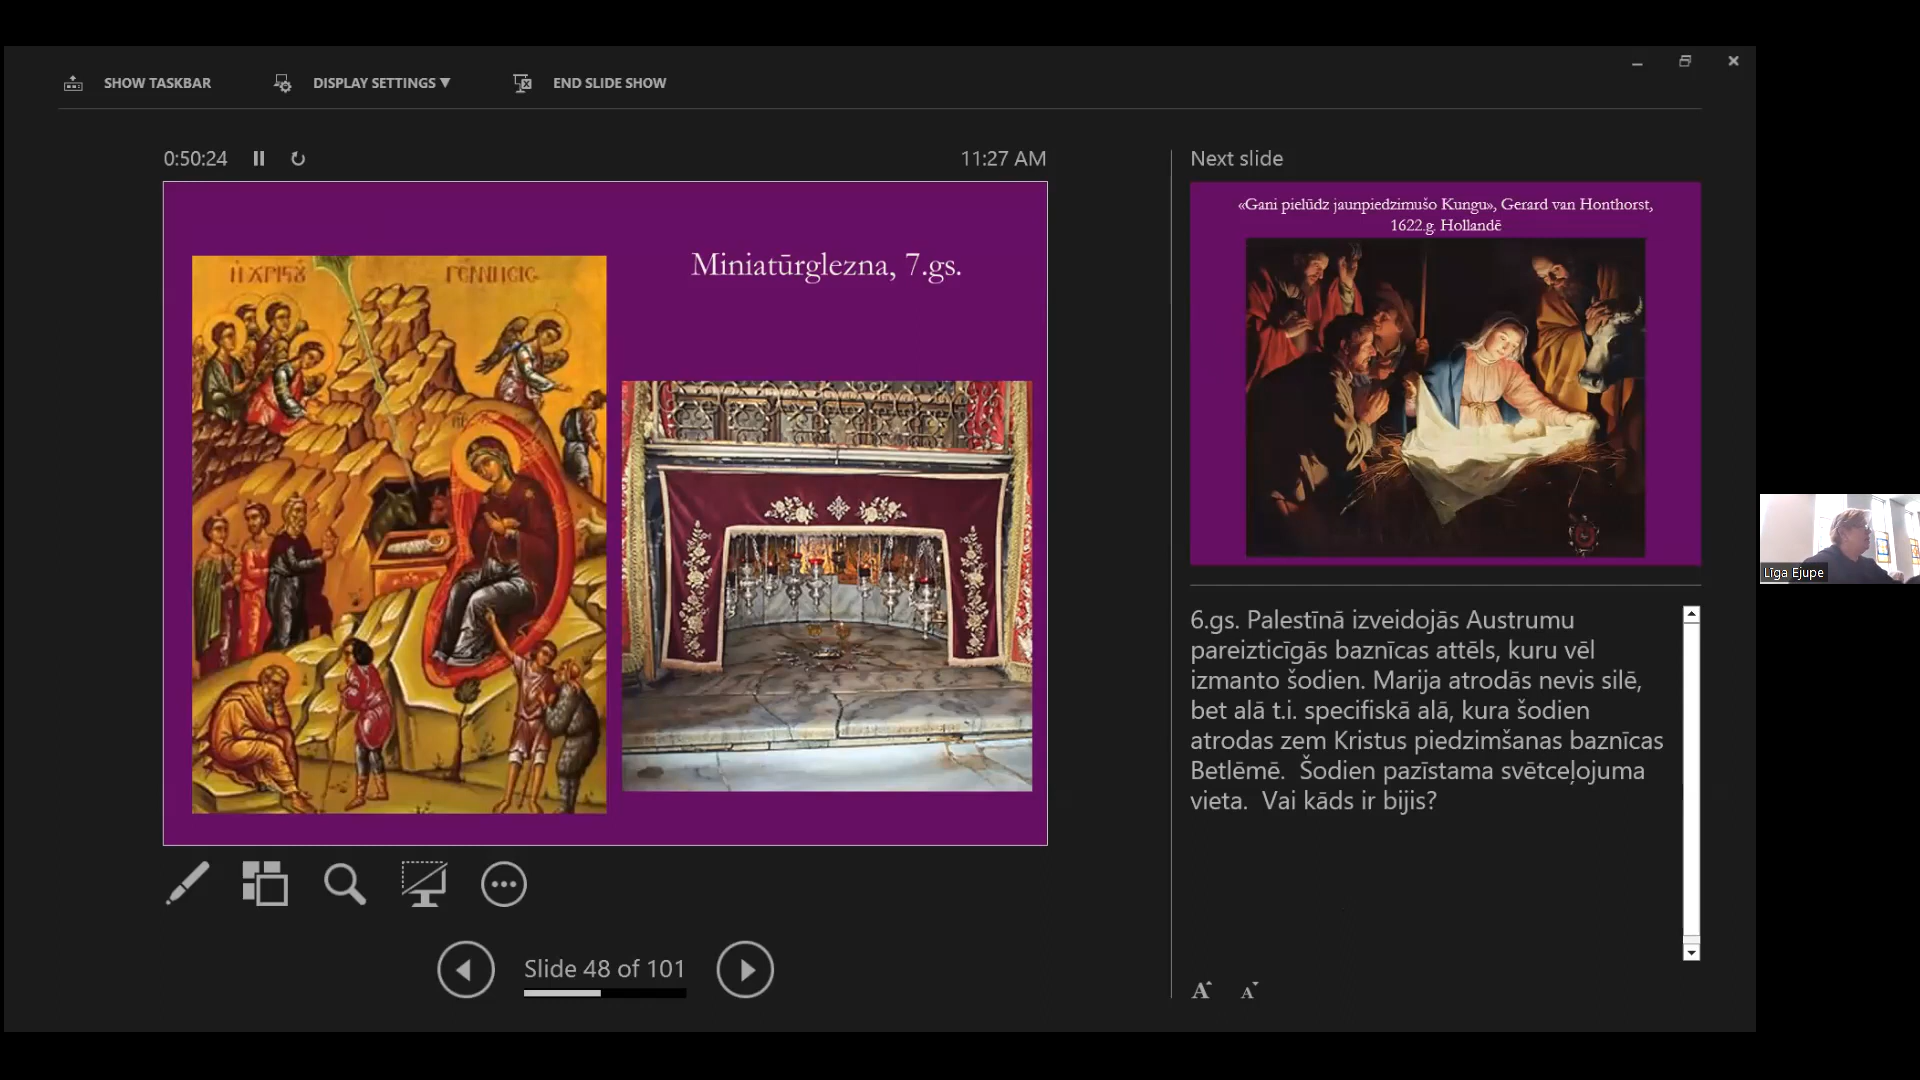 SHOW TASKBAR
DISPLAY SETTINGS ▼
END SLIDE SHOW
0:50:24
11:27 AM
Miniatūrglezna, 7.gs.
Next slide
«Gani pielūdz jaunpiedzimušo Kungu», Gerard van Honthorst,
1622.g. Hollandē
6.gs. Palestīnā izveidojās Austrumu
pareizticīgās baznīcas attēls, kuru vēl
izmanto šodien. Marija atrodās nevis silē,
bet alā t.i. specifiskā alā, kura šodien
atrodas zem Kristus piedzimšanas baznīcas
Betlēmē.  Šodien pazīstama svētceļojuma
vieta.  Vai kāds ir bijis?
Slide 48 of 101
A A
Līga Ejupe